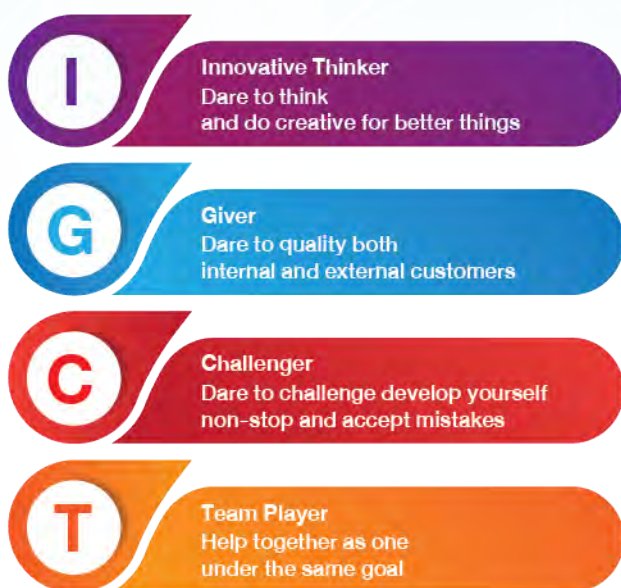 I
Innovative Thinker
Dare to think
and do creative for better things
G
Giver
Dare to quality both
internal and external customers
C
Challenger
Dare to challenge develop yourself
non-stop and accept mistakes
T
Team Player
Help together as one
under the same goal